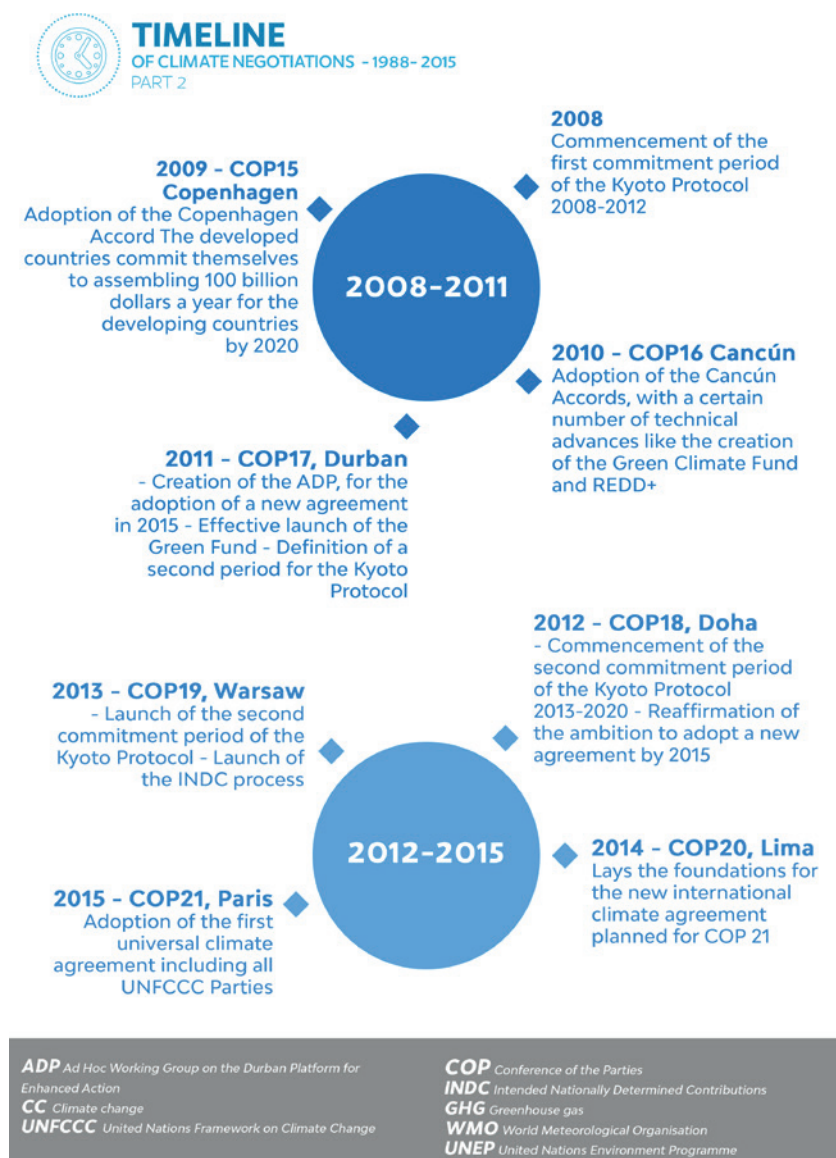 TIMELINE
OF CLIMATE NEGOTIATIONS - 1988- 2015
PART 2
2008
Commencement of the
first commitment period
of the Kyoto Protocol
2008-2012
2009 - COP15
Copenhagen
Adoption of the Copenhagen
Accord The developed
countries commit themselves
to assembling 100 billion
dollars a year for the
developing countries
by 2020
2008-2011
2010 - COP16 Cancún
Adoption of the Cancún
Accords, with a certain
number of technical
advances like the creation
of the Green Climate Fund
and REDD+
2011 - COP17, Durban
- Creation of the ADP, for the
adoption of a new agreement
in 2015 - Effective launch of the
Green Fund - Definition of a
second period for the Kyoto
Protocol
2012 - COP18, Doha
- Commencement of the
second commitment period
of the Kyoto Protocol
2013-2020 - Reaffirmation of
the ambition to adopt a new
agreement by 2015
2013 - COP19, Warsaw
- Launch of the second
commitment period of the
Kyoto Protocol - Launch of
the INDC process
2012-2015
2014 - COP20, Lima
Lays the foundations for
the new international
climate agreement
planned for COP 21
2015 - COP21, Paris
Adoption of the first
universal climate
agreement including all
UNFCCC Parties
ADP Ad Hoc Working Group on the Durban Platform for
Enhanced Action
CC Climate change
UNFCCC United Nations Framework on Climate Change
COP Conference of the Parties
INDC Intended Nationally Determined Contributions
GHG Greenhouse gas
WMO World Meteorological Organisation
UNEP United Nations Environment Programme